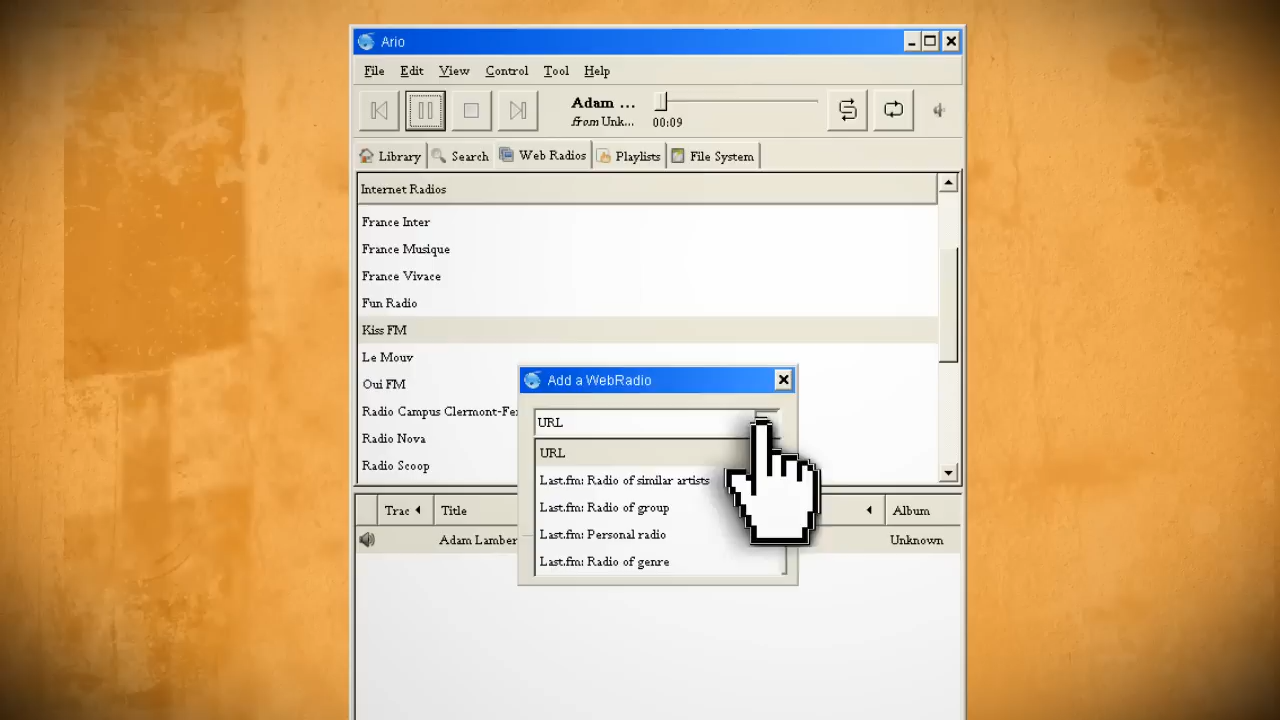 Ario
File Edit View Control Tool Help
Adam ...
from Unk...
00:09
Library Search Web Radios Playlists File System
Internet Radios
France Inter
France Musique
France Vivace
Fun Radio
Kiss FM
Le Mouv
Oui FM
Radio Campus Clermont-Fe
Radio Nova
Radio Scoop
Add a WebRadio
URL
URL
Last.fm: Radio of similar artists
Last.fm: Radio of group
Last.fm: Personal radio
Last.fm: Radio of genre
Trac Title Album
Adam Lamber Unknown